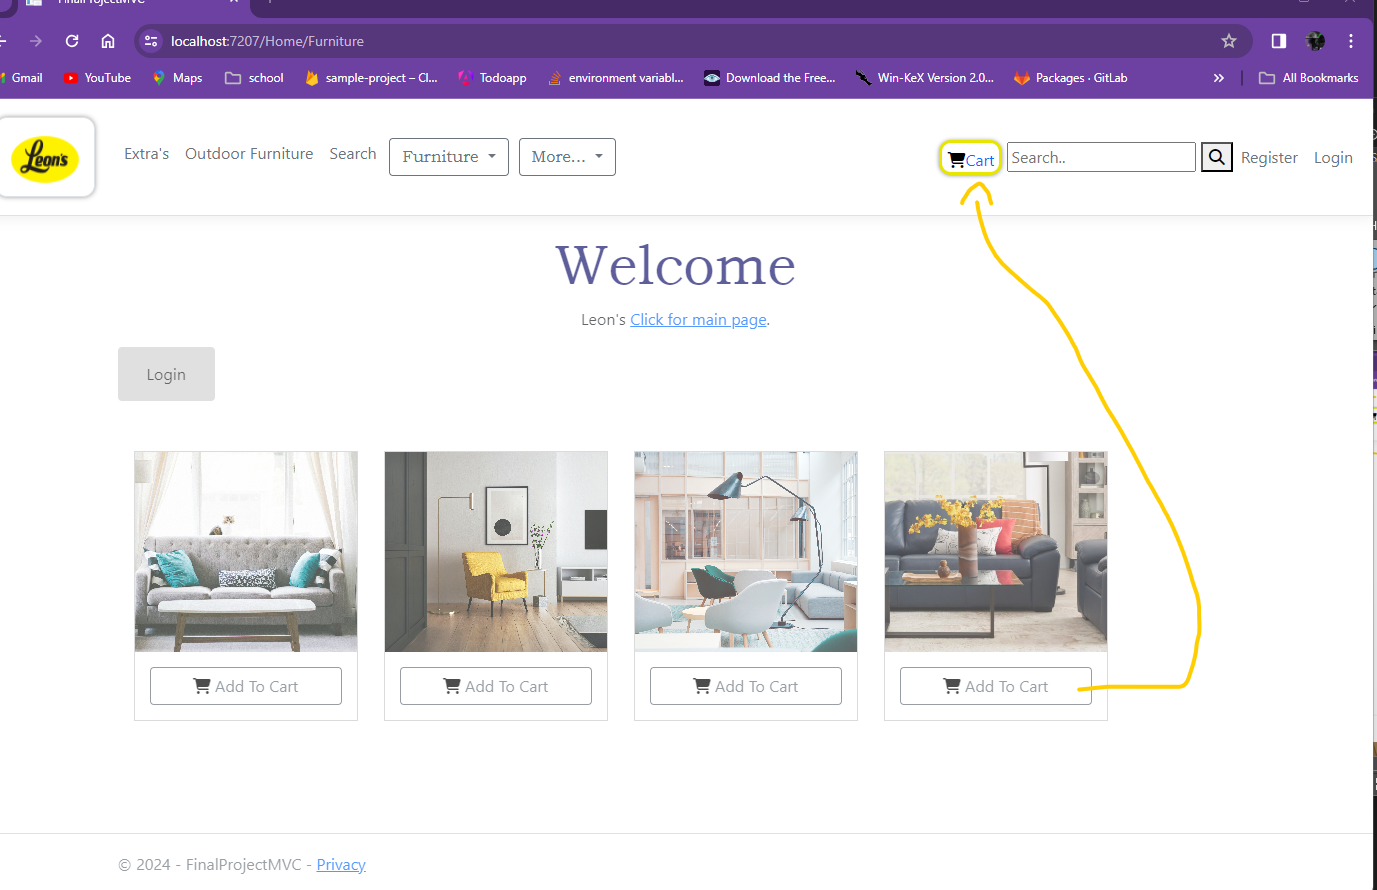 FinalProjectMVC
localhost:7207/Home/Furniture
Gmail YouTube Maps school sample-project – Cl... Todoapp environment variabl... Download the Free... Win-KeX Version 2.0... Packages · GitLab » All Bookmarks
Leon's Extra's Outdoor Furniture Search Furniture More... Cart Search.. Register Login
Welcome
Leon's Click for main page.
Login
Add To Cart Add To Cart Add To Cart Add To Cart
© 2024 - FinalProjectMVC - Privacy